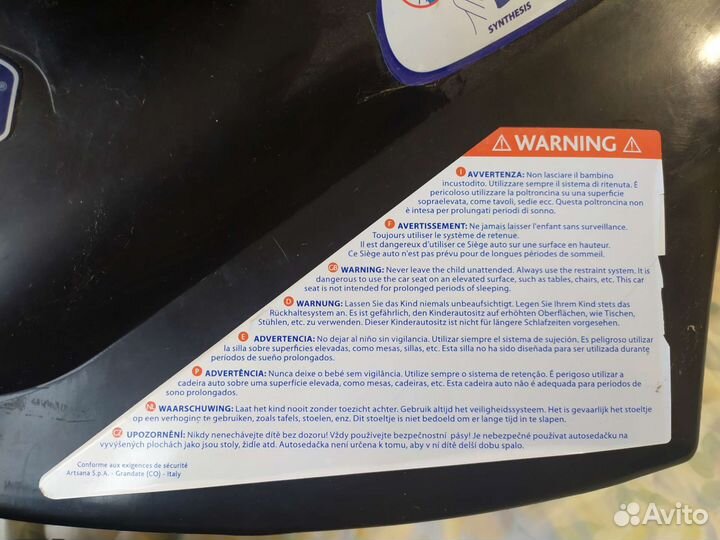 SYNTHESIS
®
⚠ WARNING ⚠
I AVVERTENZA: Non lasciare il bambino
incustodito. Utilizzare sempre il sistema di ritenuta. È
pericoloso utilizzare la poltroncina su una superficie
sopraelevata, come tavoli, sedie ecc. Questa poltroncina non
è intesa per prolungati periodi di sonno.
F AVERTISSEMENT: Ne jamais laisser l'enfant sans surveillance.
Toujours utiliser le système de retenue.
Il est dangereux d'utiliser ce Siège auto sur une surface en hauteur.
Ce Siège auto n'est pas prévu pour de longues périodes de sommeil.
GB WARNING: Never leave the child unattended. Always use the restraint system. It is
dangerous to use the car seat on an elevated surface, such as tables, chairs, etc. This car
seat is not intended for prolonged periods of sleeping.
D WARNUNG: Lassen Sie das Kind niemals unbeaufsichtigt. Legen Sie Ihrem Kind stets das
Rückhaltesystem an. Es ist gefährlich, den Kinderautositz auf erhöhten Oberflächen, wie Tischen,
Stühlen, etc. zu verwenden. Dieser Kinderautositz ist nicht für längere Schlafzeiten vorgesehen.
E ADVERTENCIA: No dejar al niño sin vigilancia. Utilizar siempre el sistema de sujeción. Es peligroso utilizar
la silla sobre superficies elevadas, como mesas, sillas, etc. Esta silla no ha sido diseñada para ser utilizada durante
períodos de sueño prolongados.
P ADVERTÊNCIA: Nunca deixe o bebé sem vigilância. Utilize sempre o sistema de retenção. É perigoso utilizar a
cadeira auto sobre uma superfície elevada, como mesas, cadeiras, etc. Esta cadeira auto não é adequada para períodos de
sono prolongados.
NL WAARSCHUWING: Laat het kind nooit zonder toezicht achter. Gebruik altijd het veiligheidssysteem. Het is gevaarlijk het stoeltje
op een verhoging te gebruiken, zoals tafels, stoelen, enz. Dit stoeltje is niet bedoeld om er lange tijd in te slapen.
CZ UPOZORNĚNÍ: Nikdy nenechávejte dítě bez dozoru! Vždy používejte bezpečnostní pásy! Je nebezpečné používat autosedačku na
vyvýšených plochách jako jsou stoly, židle atd. Autosedačka není určena k tomu, aby v ní dítě delší dobu spalo.
Conforme aux exigences de sécurité
Artsana S.p.A. - Grandate (CO) - Italy
Avito